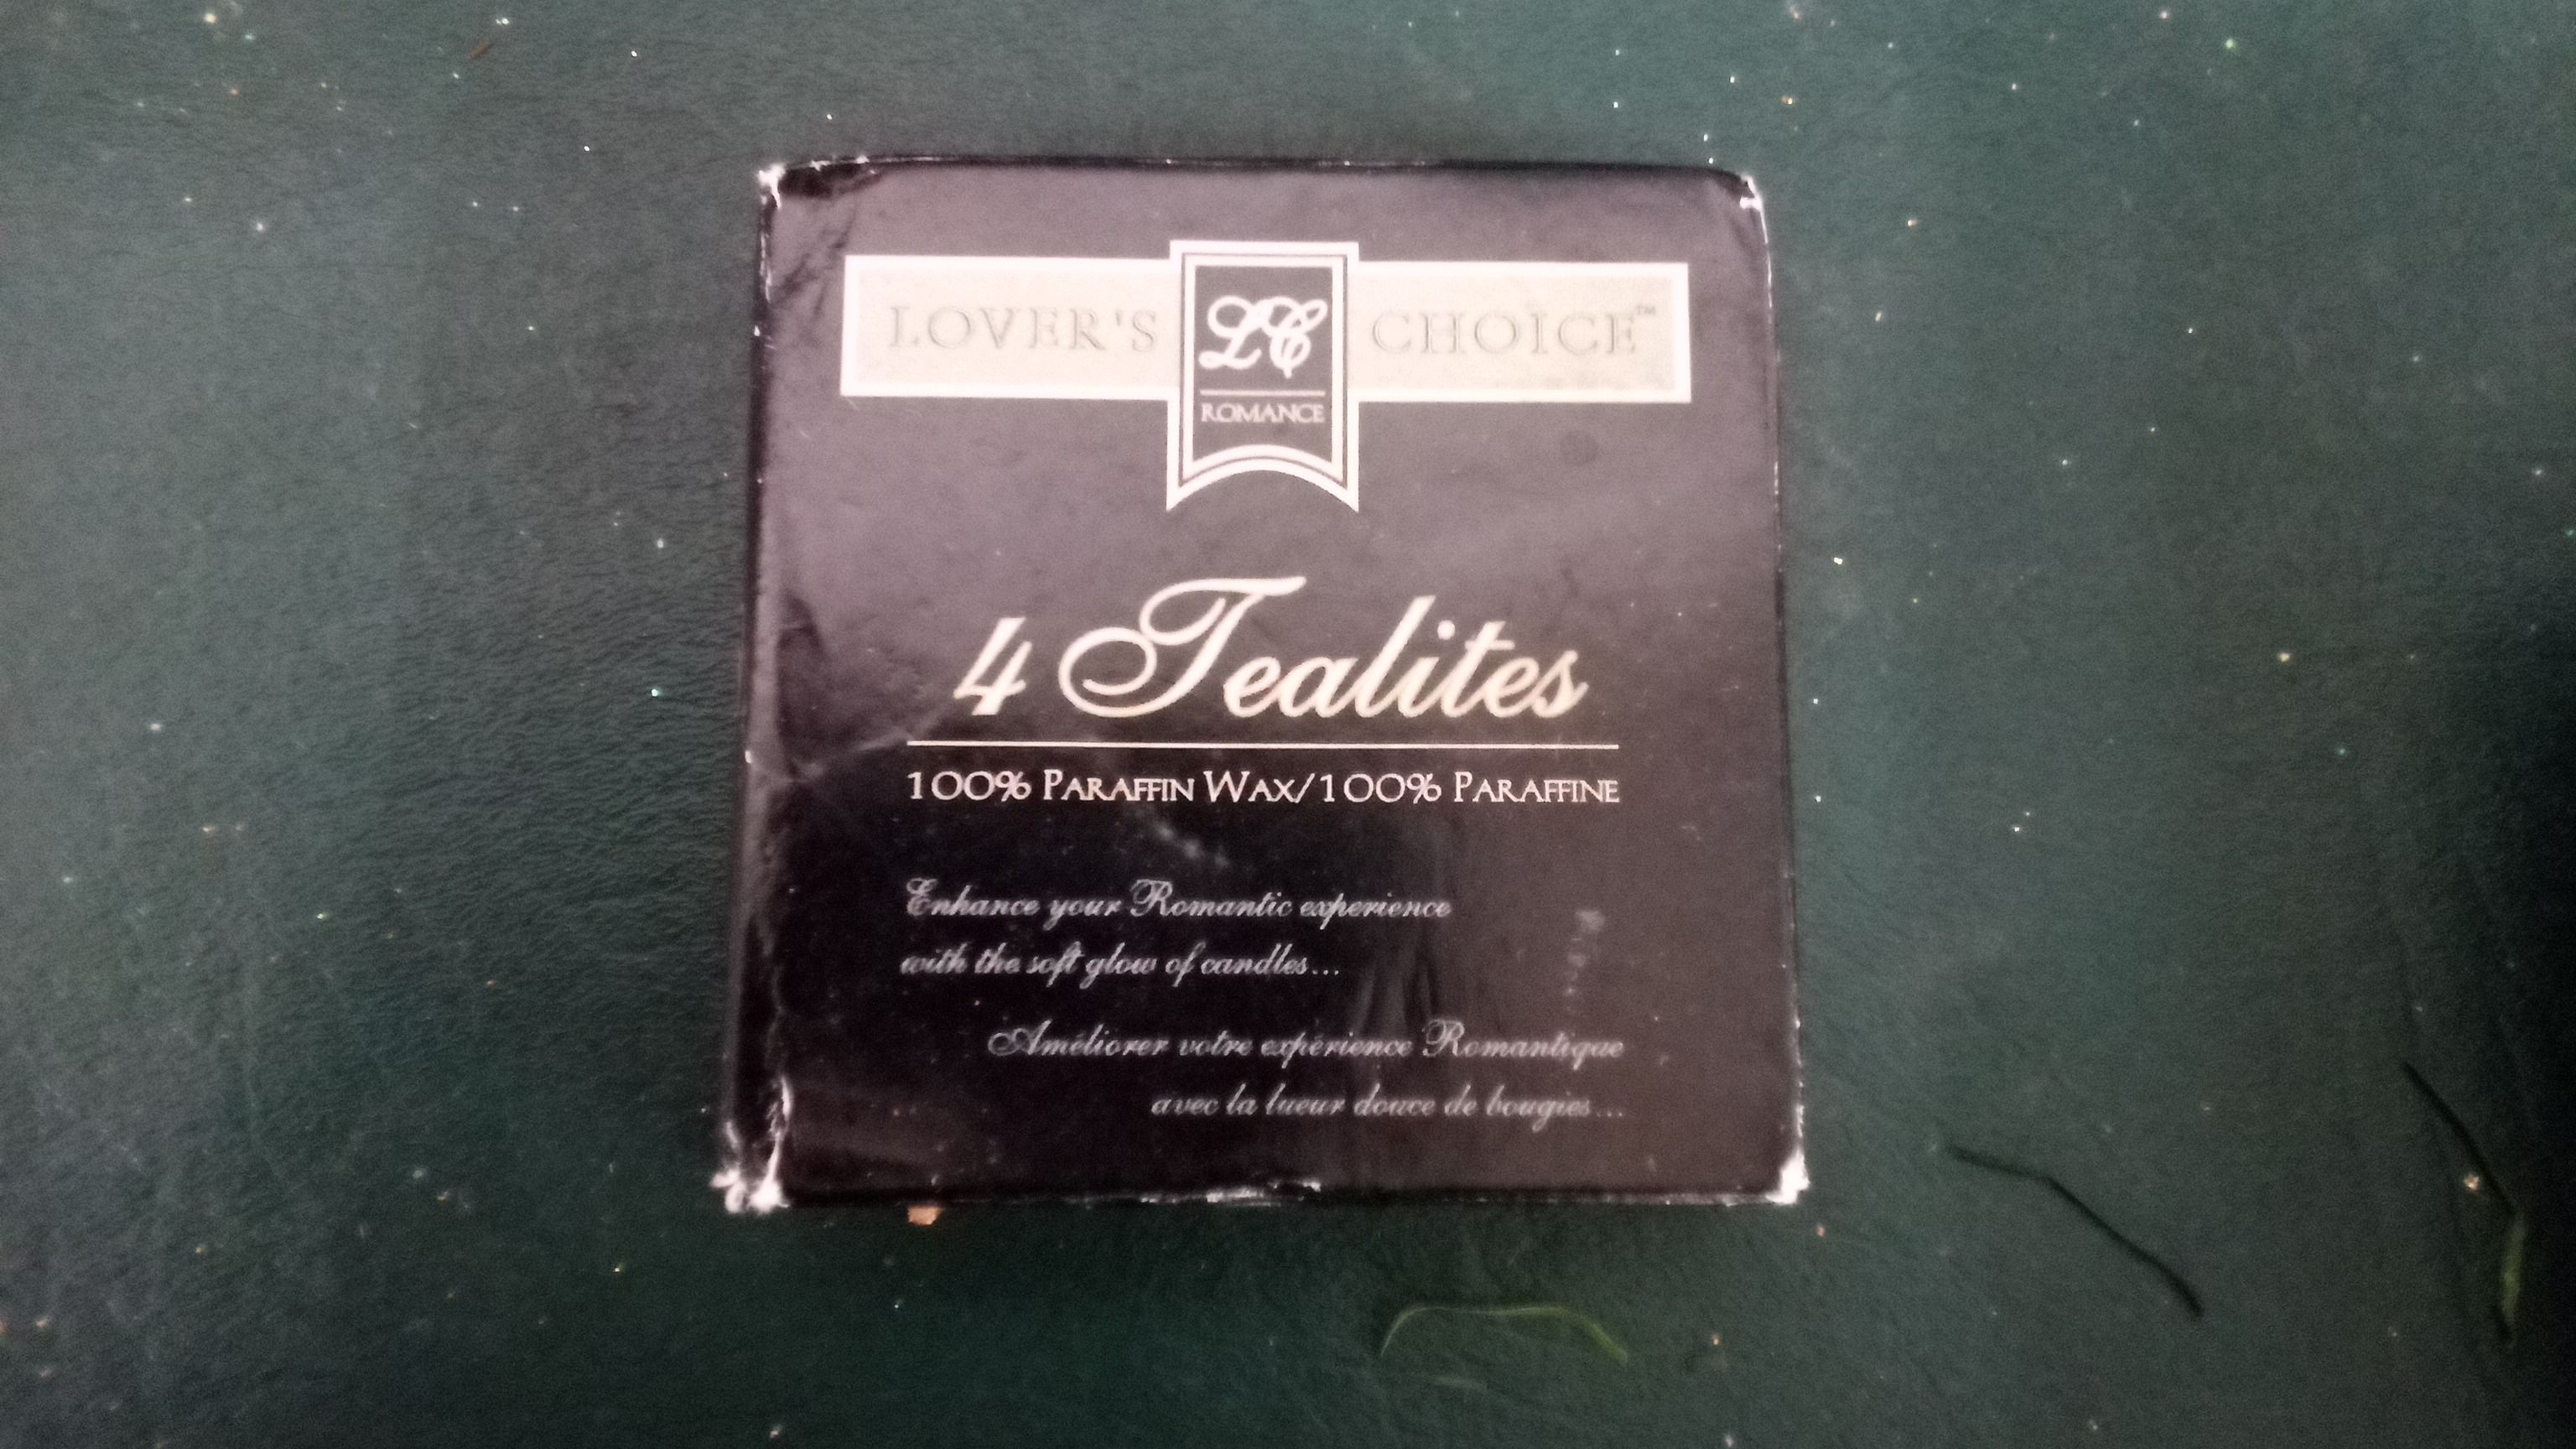 LOVER'S LC CHOICE™
ROMANCE
4 Tealites
100% PARAFFIN WAX/100% PARAFFINE
Enhance your Romantic experience
with the soft glow of candles...
Améliorer votre expérience Romantique
avec la lueur douce de bougies...